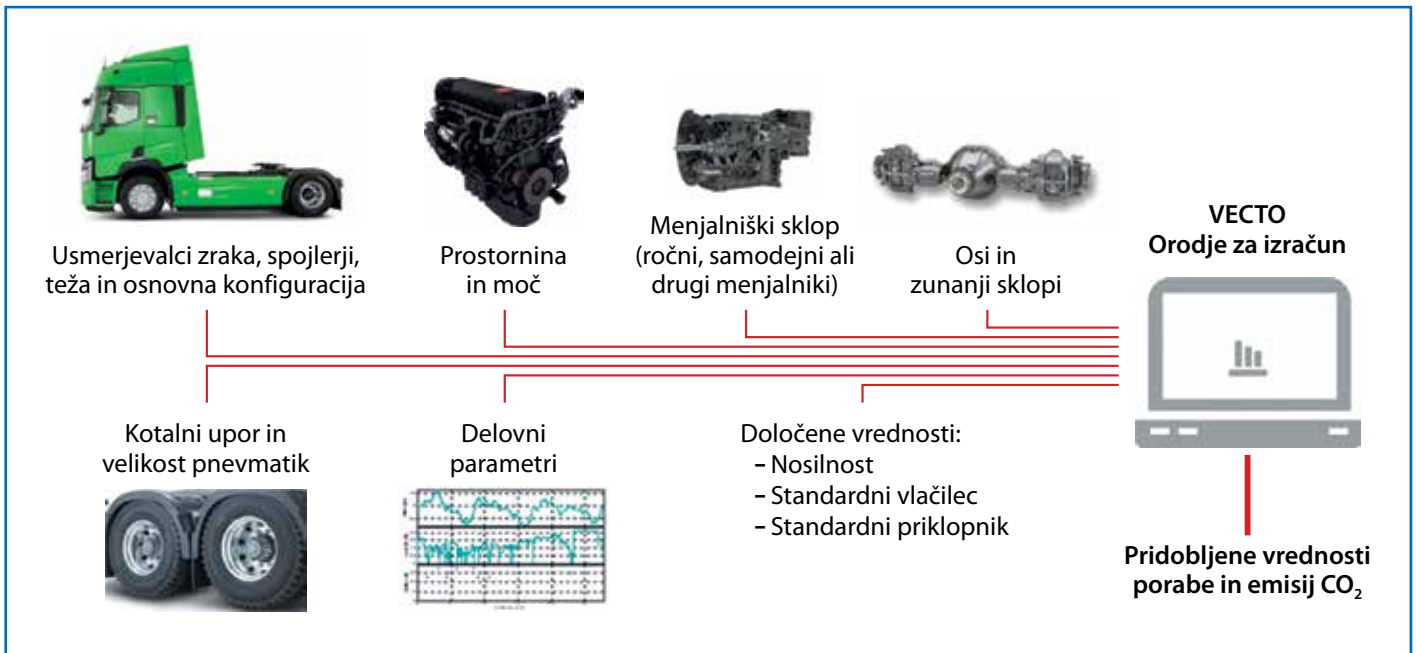 Usmerjevalci zraka, spojlerji,
teža in osnovna konfiguracija
Prostornina
in moč
Menjalniški sklop
(ročni, samodejni ali
drugi menjalniki)
Osi in
zunanji sklopi
VECTO
Orodje za izračun
Kotalni upor in
velikost pnevmatik
Delovni
parametri
Določene vrednosti:
– Nosilnost
– Standardni vlačilec
– Standardni priklopnik
Pridobljene vrednosti
porabe in emisij CO₂